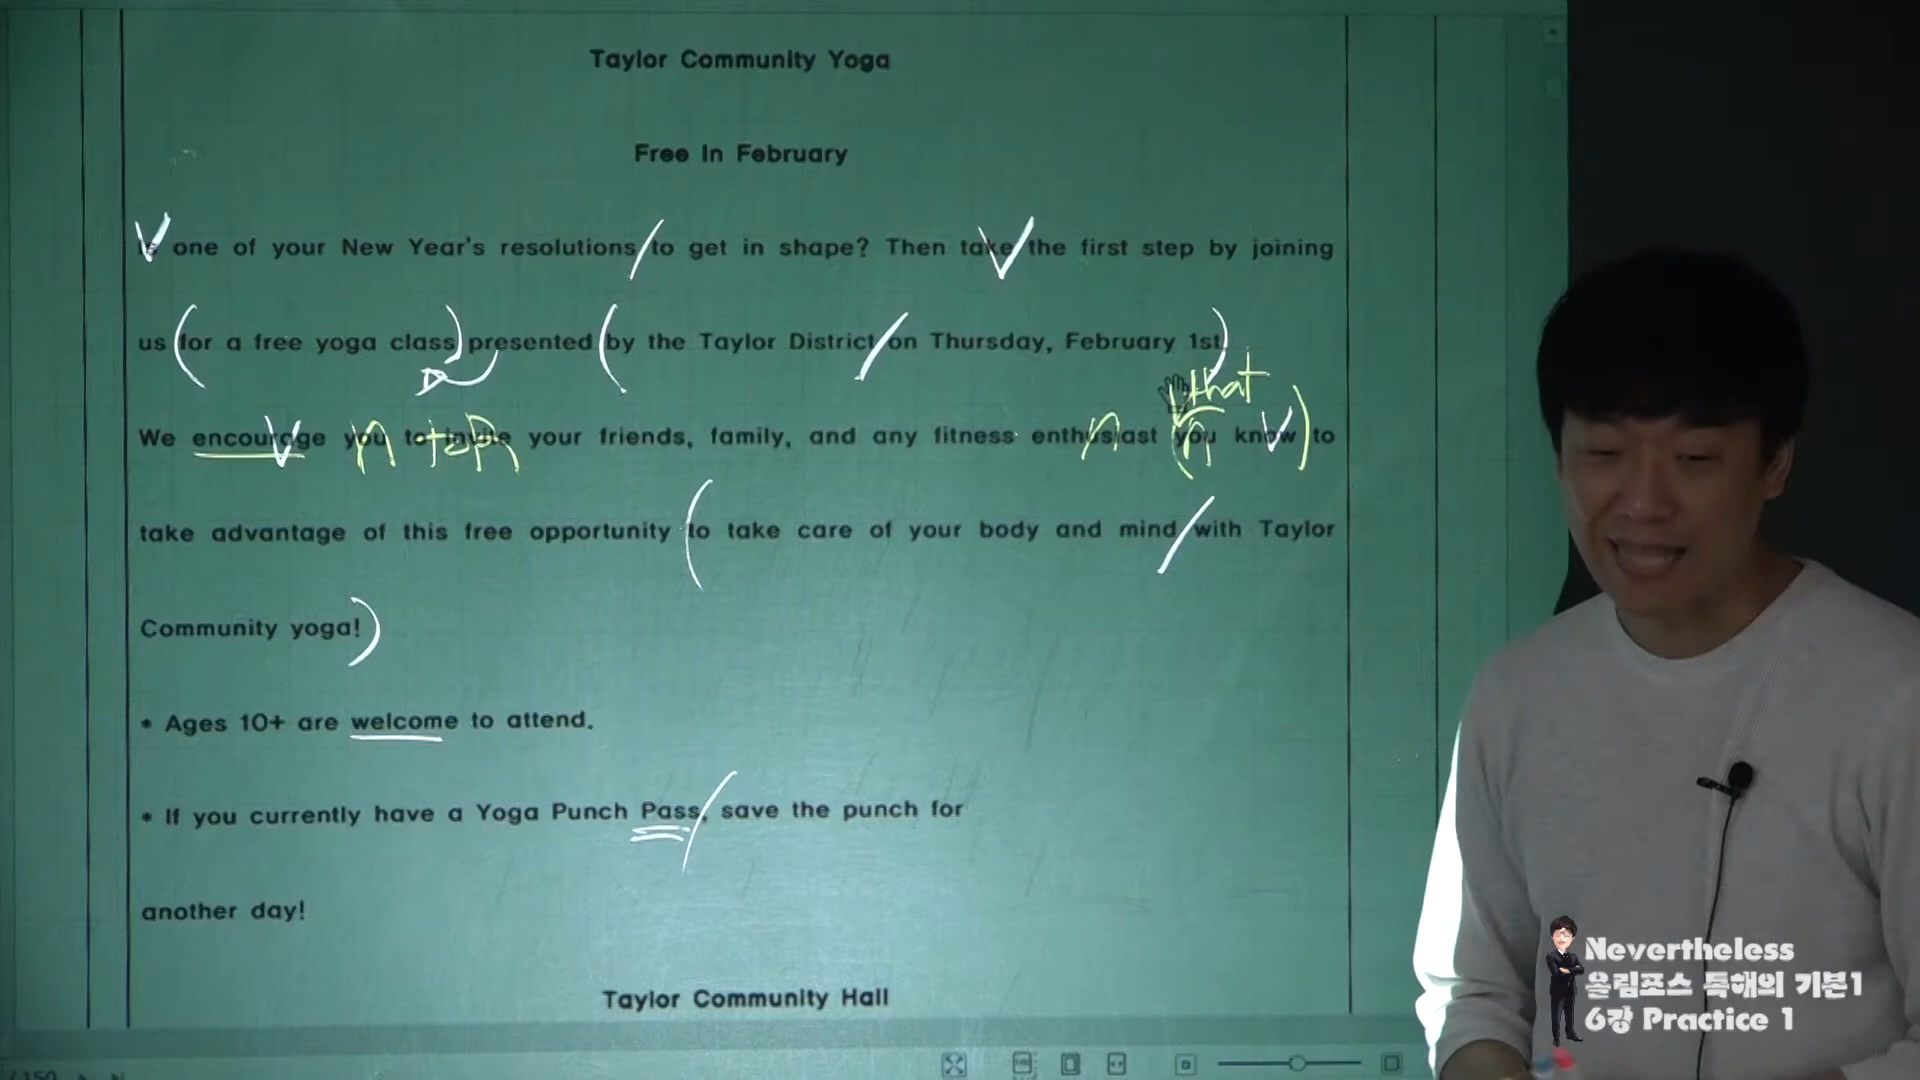 Taylor Community Yoga
Free In February
Is one of your New Year's resolutions to get in shape? Then take the first step by joining
us for a free yoga class presented by the Taylor District on Thursday, February 1st.
that
We encourage you to invite your friends, family, and any fitness enthusiast you know to
n toR n n
take advantage of this free opportunity to take care of your body and mind with Taylor
Community yoga!
* Ages 10+ are welcome to attend.
* If you currently have a Yoga Punch Pass, save the punch for
another day!
Taylor Community Hall
Nevertheless
올림포스 독해의 기본1
6강 Practice 1